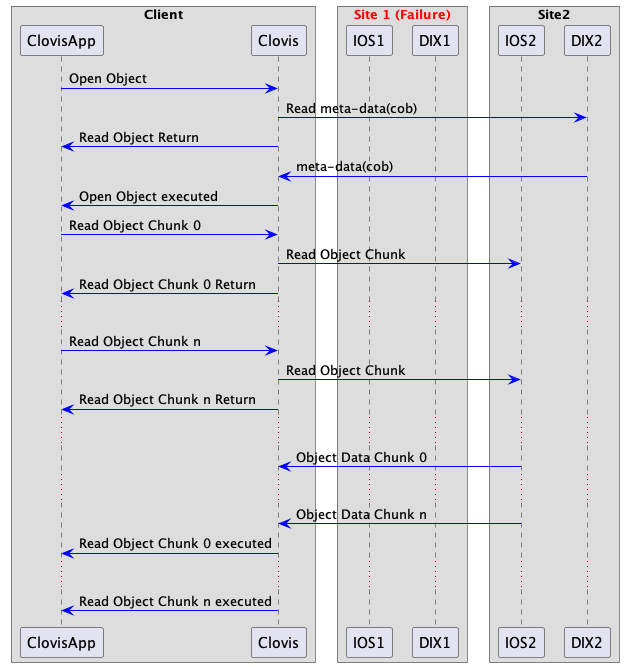 Client
Site 1 (Failure)
Site2
ClovisApp
Clovis
IOS1
DIX1
IOS2
DIX2
Open Object
Read meta-data(cob)
Read Object Return
meta-data(cob)
Open Object executed
Read Object Chunk 0
Read Object Chunk
Read Object Chunk 0 Return
Read Object Chunk n
Read Object Chunk
Read Object Chunk n Return
Object Data Chunk 0
Object Data Chunk n
Read Object Chunk 0 executed
Read Object Chunk n executed
ClovisApp
Clovis
IOS1
DIX1
IOS2
DIX2